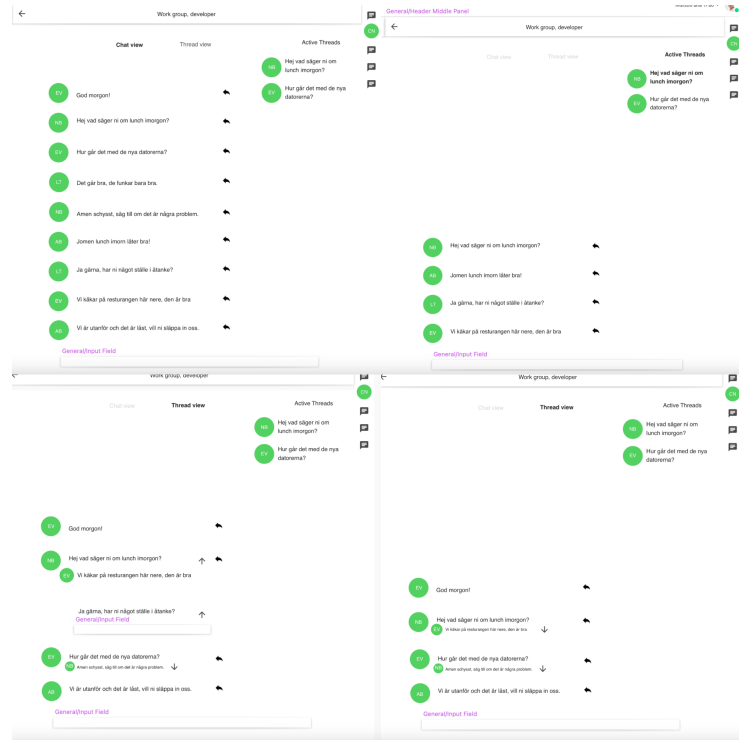 Work group, developer
CN
Chat view
Thread view
Active Threads
NB
Hej vad säger ni om
lunch imorgon?
EV
Hur går det med de nya
datorerna?
EV
God morgon!
NB
Hej vad säger ni om lunch imorgon?
EV
Hur går det med de nya datorerna?
LT
Det går bra, de funkar bara bra.
NB
Amen schysst, säg till om det är några problem.
AB
Jomen lunch imorn låter bra!
LT
Ja gärna, har ni något ställe i åtanke?
EV
Vi käkar på resturangen här nere, den är bra
AB
Vi är utanför och det är låst, vill ni släppa in oss.
General/Input Field
General/Header Middle Panel
Work group, developer
CN
Chat view
Thread view
Active Threads
NB
Hej vad säger ni om
lunch imorgon?
EV
Hur går det med de nya
datorerna?
NB
Hej vad säger ni om lunch imorgon?
AB
Jomen lunch imorn låter bra!
LT
Ja gärna, har ni något ställe i åtanke?
EV
Vi käkar på resturangen här nere, den är bra
General/Input Field
Work group, developer
CN
Chat view
Thread view
Active Threads
NB
Hej vad säger ni om
lunch imorgon?
EV
Hur går det med de nya
datorerna?
EV
God morgon!
NB
Hej vad säger ni om lunch imorgon?
EV
Vi käkar på resturangen här nere, den är bra
Ja gärna, har ni något ställe i åtanke?
General/Input Field
EV
Hur går det med de nya datorerna?
NB
Amen schysst, säg till om det är några problem.
AB
Vi är utanför och det är låst, vill ni släppa in oss.
General/Input Field
Work group, developer
CN
Chat view
Thread view
Active Threads
NB
Hej vad säger ni om
lunch imorgon?
EV
Hur går det med de nya
datorerna?
EV
God morgon!
NB
Hej vad säger ni om lunch imorgon?
EV
Vi käkar på resturangen här nere, den är bra
EV
Hur går det med de nya datorerna?
NB
Amen schysst, säg till om det är några problem.
AB
Vi är utanför och det är låst, vill ni släppa in oss.
General/Input Field